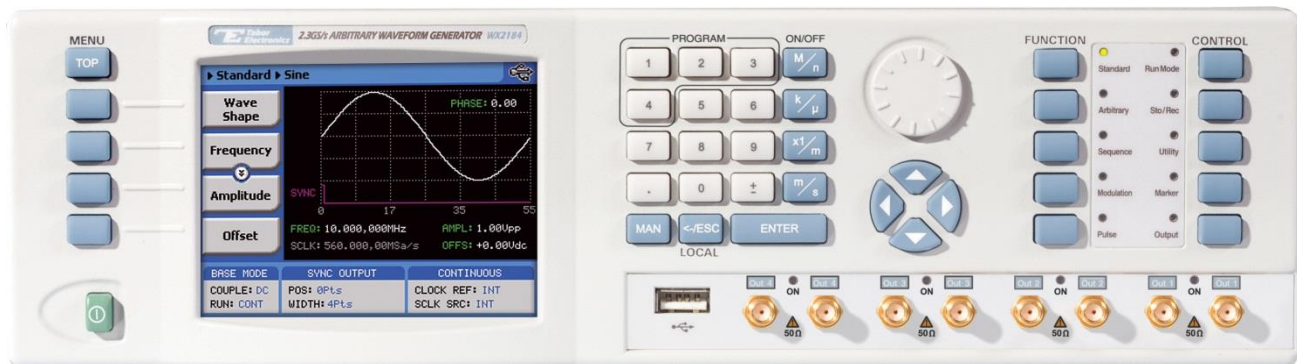 MENU
TOP
Tabor Electronics 2.3GS/s ARBITRARY WAVEFORM GENERATOR WX2184
▶ Standard ▶ Sine
Wave Shape
Frequency
Amplitude
Offset
PHASE: 0.00
SYNC
0 17 35 55
FREQ: 10.000,000MHz AMPL: 1.00Vpp
SCLK: 560.000,00MSa/s OFFS: +0.00Vdc
BASE MODE SYNC OUTPUT CONTINUOUS
COUPLE: DC POS: 0Pts CLOCK REF: INT
RUN: CONT WIDTH: 4Pts SCLK SRC: INT
PROGRAM ON/OFF
1 2 3 M/n
4 5 6 k/µ
7 8 9 x1/m
. 0 ± m/s
MAN <-/ESC ENTER
LOCAL
FUNCTION CONTROL
Standard Run Mode
Arbitrary Sto/Rec
Sequence Utility
Modulation Marker
Pulse Output
Out 4 ON Out 4 Out 3 ON Out 3 Out 2 ON Out 2 Out 1 ON Out 1
50Ω 50Ω 50Ω 50Ω